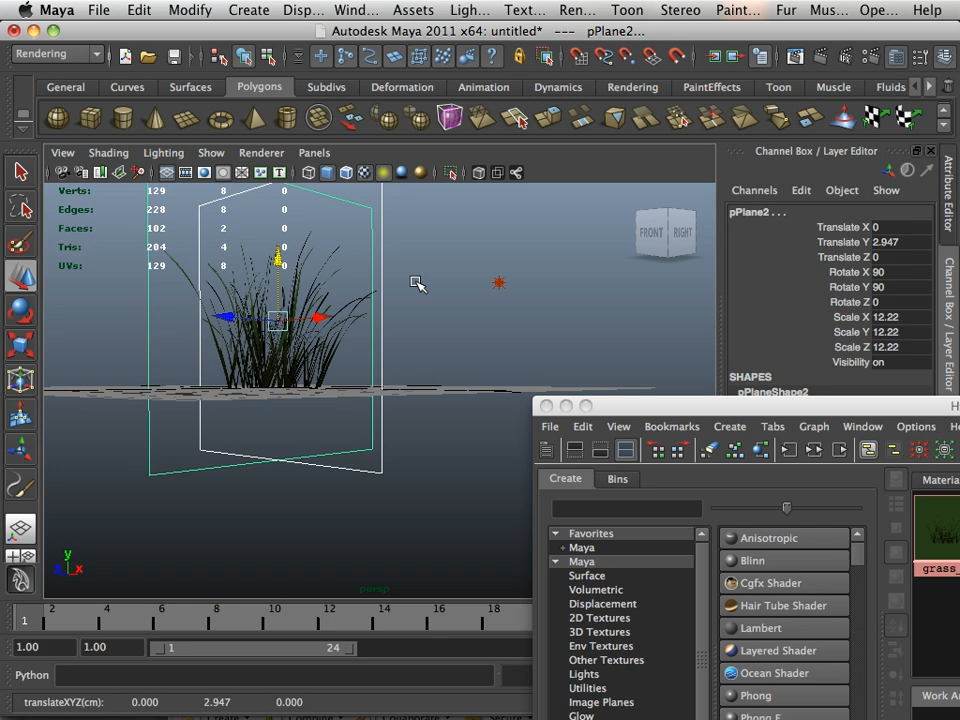 Maya File Edit Modify Create Disp... Wind... Assets Ligh... Text... Ren... Toon Stereo Paint... Fur Mus... Ope... Help
Autodesk Maya 2011 x64: untitled* --- pPlane2...
Rendering
General Curves Surfaces Polygons Subdivs Deformation Animation Dynamics Rendering PaintEffects Toon Muscle Fluids
View Shading Lighting Show Renderer Panels
Channel Box / Layer Editor
Channels Edit Object Show
Attribute Editor
Channel Box / Layer Editor
Verts: 129 8 0
Edges: 228 8 0
Faces: 102 2 0
Tris: 204 4 0
UVs: 129 8 0
FRONT RIGHT
pPlane2 . . .
Translate X 0
Translate Y 2.947
Translate Z 0
Rotate X 90
Rotate Y 90
Rotate Z 0
Scale X 12.22
Scale Y 12.22
Scale Z 12.22
Visibility on
SHAPES
pPlaneShape2
y
x
persp
File Edit View Bookmarks Create Tabs Graph Window Options
Create Bins
Favorites
+ Maya
Maya
Surface
Volumetric
Displacement
2D Textures
3D Textures
Env Textures
Other Textures
Lights
Utilities
Image Planes
Glow
Anisotropic
Blinn
Cgfx Shader
Hair Tube Shader
Lambert
Layered Shader
Ocean Shader
Phong
Phong E
Material
grass_
Work Ar
1
2 4 6 8 10 12 14 16 18
1.00 1.00 1 24
Python
translateXYZ(cm): 0.000 2.947 0.000